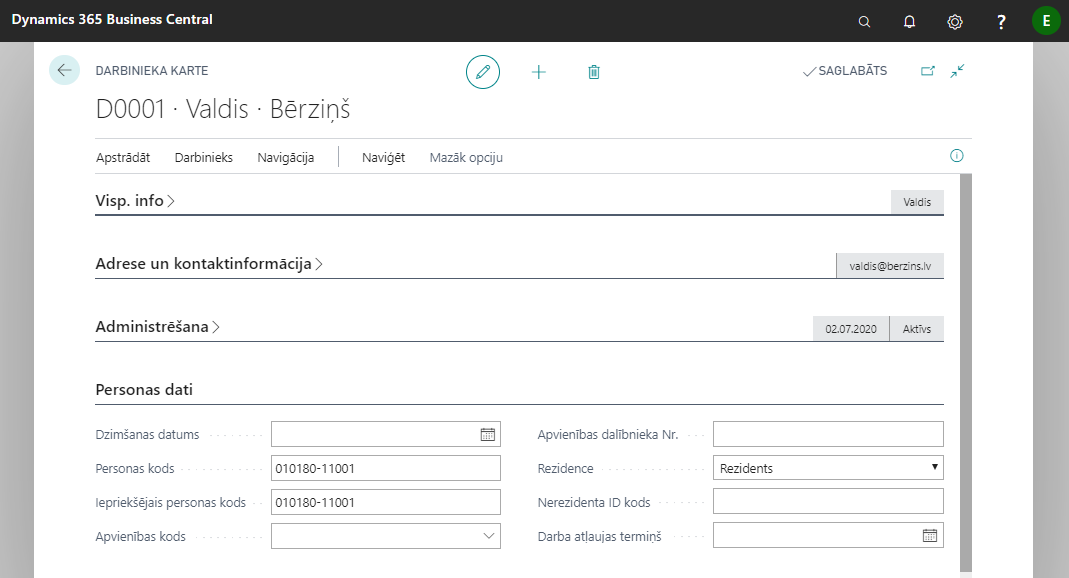 Dynamics 365 Business Central
? E
DARBINIEKA KARTE
SAGLABĀTS
D0001 · Valdis · Bērziņš
Apstrādāt Darbinieks Navigācija Naviģēt Mazāk opciju
Visp. info
Valdis
Adrese un kontaktinformācija
valdis@berzins.lv
Administrēšana
02.07.2020 Aktīvs
Personas dati
Dzimšanas datums
Personas kods 010180-11001
Iepriekšējais personas kods 010180-11001
Apvienības kods
Apvienības dalībnieka Nr.
Rezidence Rezidents
Nerezidenta ID kods
Darba atļaujas termiņš